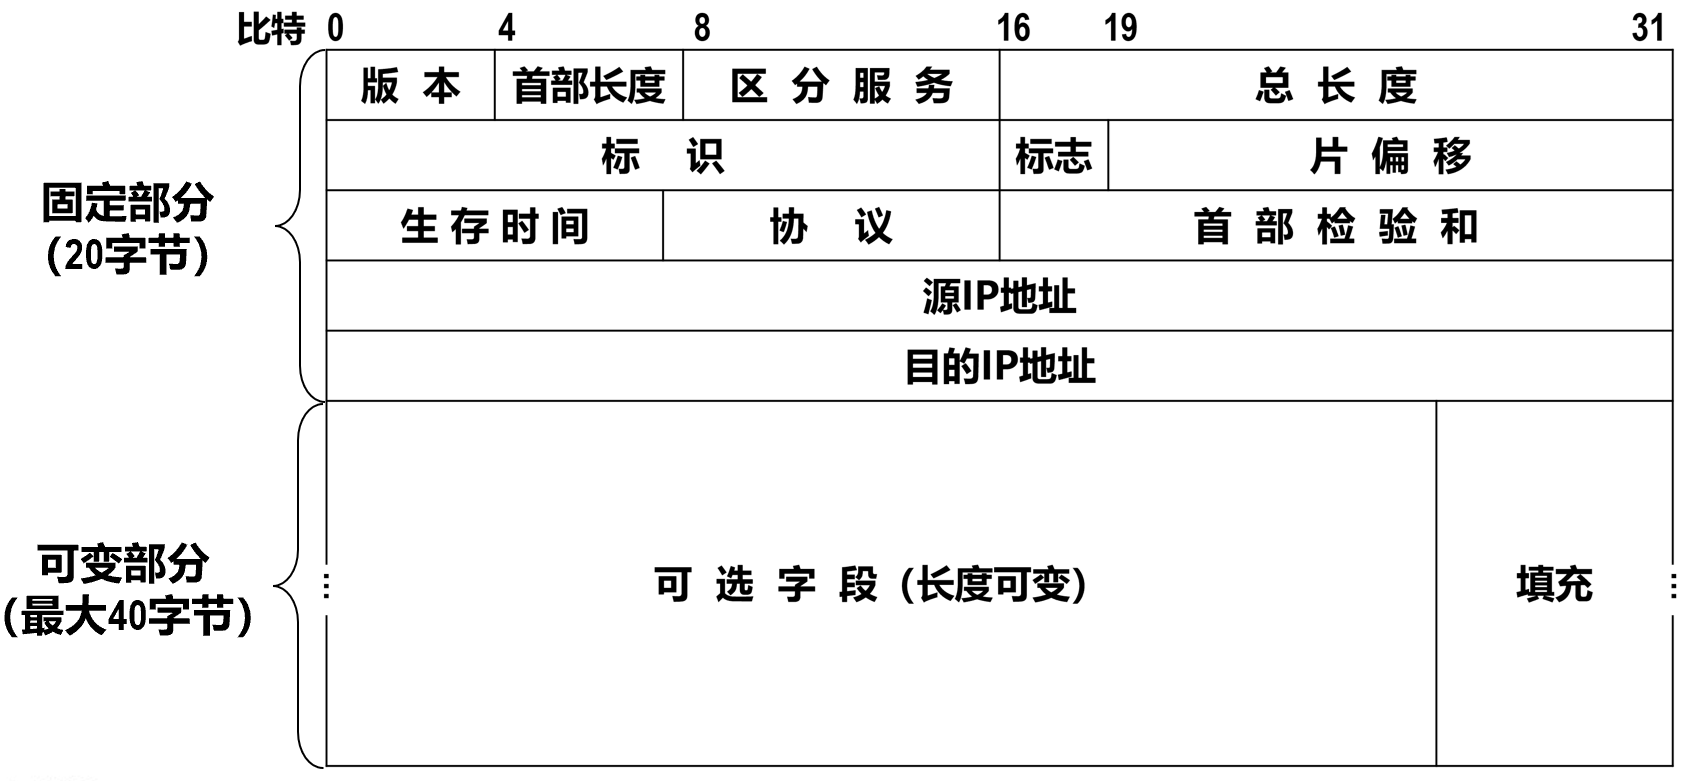 比特 0 4 8 16 19 31
版 本 首部长度 区 分 服 务 总 长 度
标 识 标志 片 偏 移
固定部分
（20字节）
生 存 时 间 协 议 首 部 检 验 和
源IP地址
目的IP地址
可变部分
（最大40字节）
可 选 字 段（长度可变） 填充